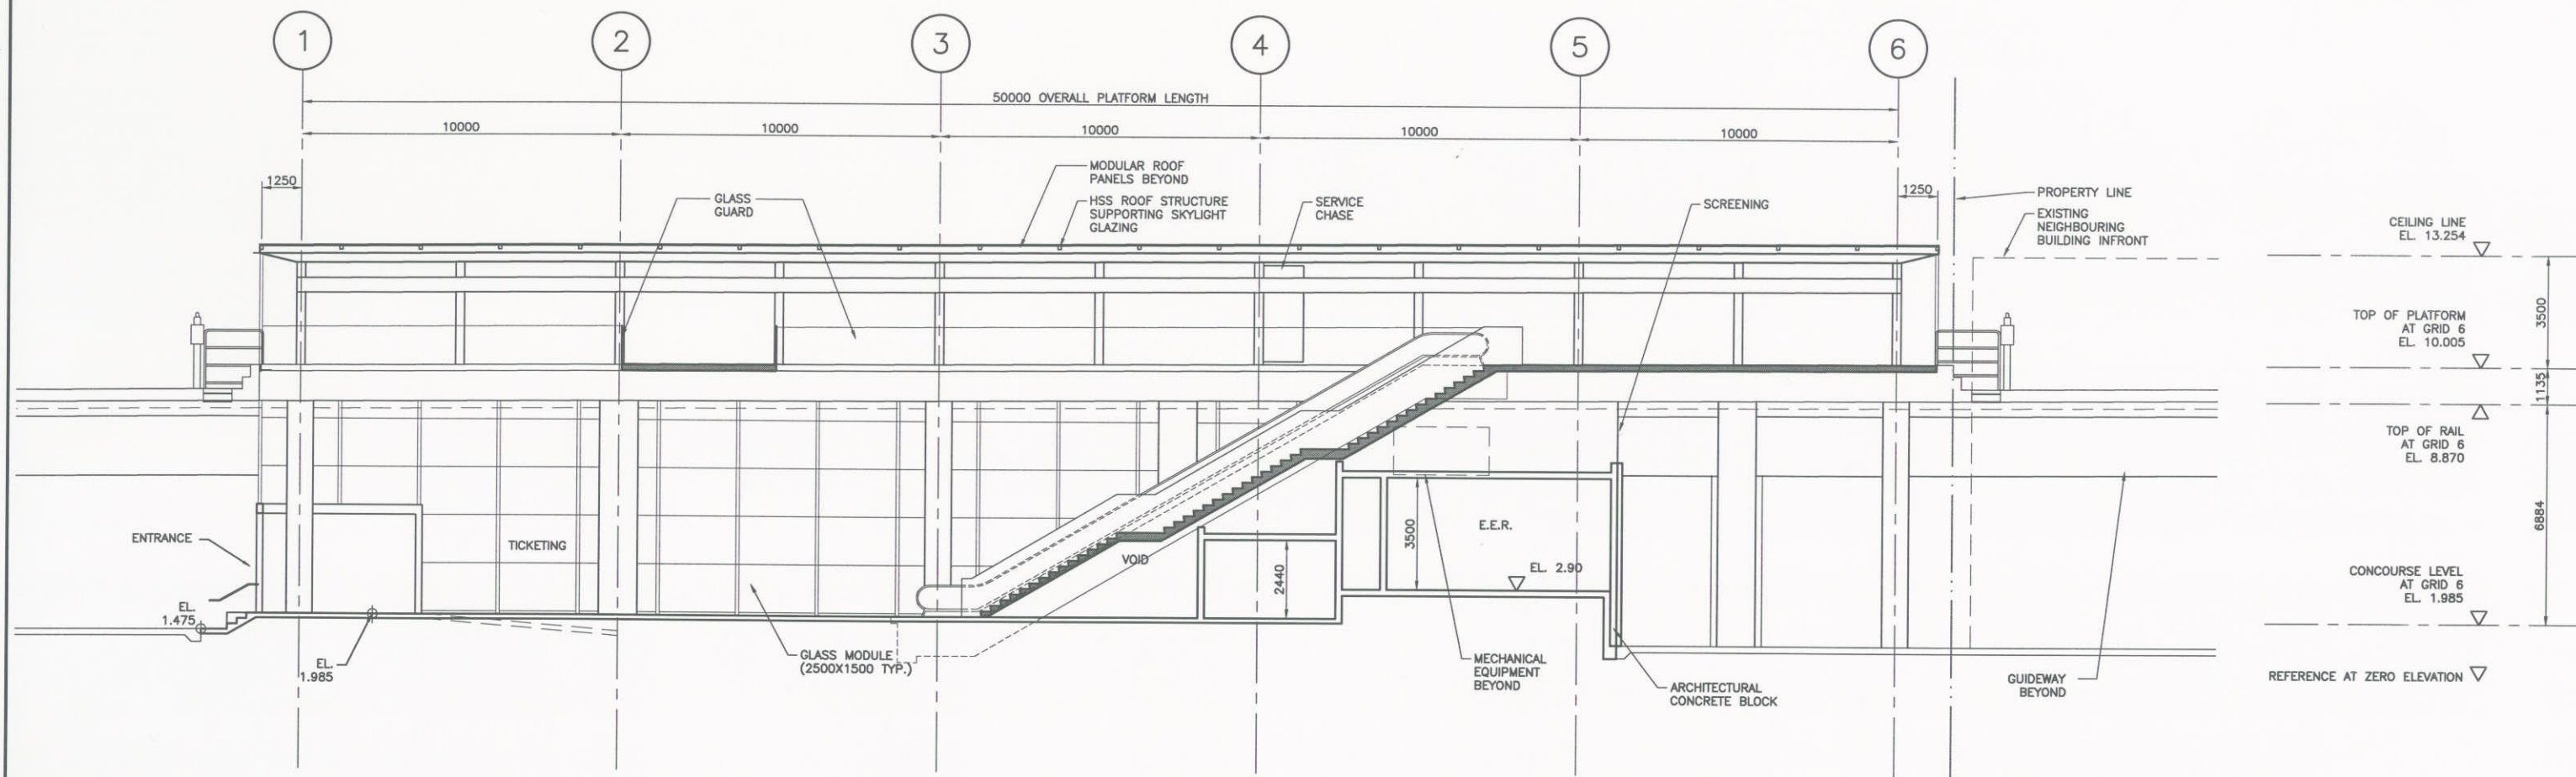 1
2
3
4
5
6
50000 OVERALL PLATFORM LENGTH
10000
10000
10000
10000
10000
1250
GLASS
GUARD
MODULAR ROOF
PANELS BEYOND
HSS ROOF STRUCTURE
SUPPORTING SKYLIGHT
GLAZING
SERVICE
CHASE
SCREENING
1250
PROPERTY LINE
EXISTING
NEIGHBOURING
BUILDING INFRONT
CEILING LINE
EL. 13.254
3500
TOP OF PLATFORM
AT GRID 6
EL. 10.005
1135
TOP OF RAIL
AT GRID 6
EL. 8.870
6884
CONCOURSE LEVEL
AT GRID 6
EL. 1.985
REFERENCE AT ZERO ELEVATION
ENTRANCE
TICKETING
VOID
2440
3500
E.E.R.
EL. 2.90
EL.
1.475
EL.
1.985
GLASS MODULE
(2500X1500 TYP.)
MECHANICAL
EQUIPMENT
BEYOND
ARCHITECTURAL
CONCRETE BLOCK
GUIDEWAY
BEYOND